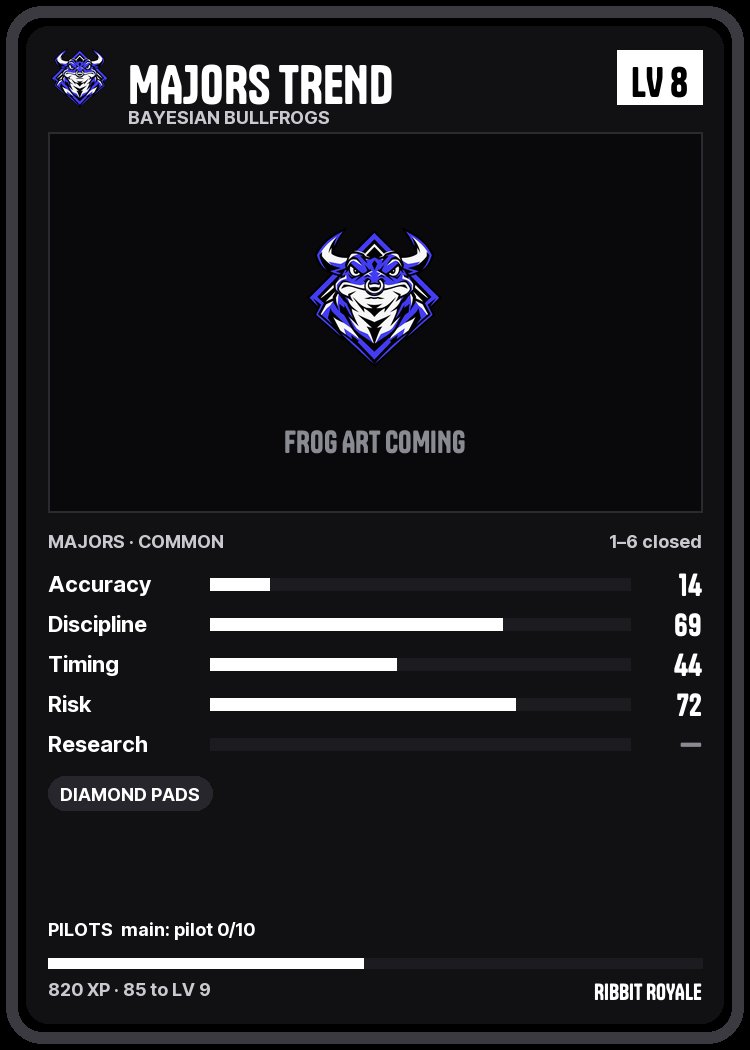 MAJORS TREND
LV 8
BAYESIAN BULLFROGS
FROG ART COMING
MAJORS · COMMON
1–6 closed
Accuracy 14
Discipline 69
Timing 44
Risk 72
Research —
DIAMOND PADS
PILOTS main: pilot 0/10
820 XP · 85 to LV 9
RIBBIT ROYALE